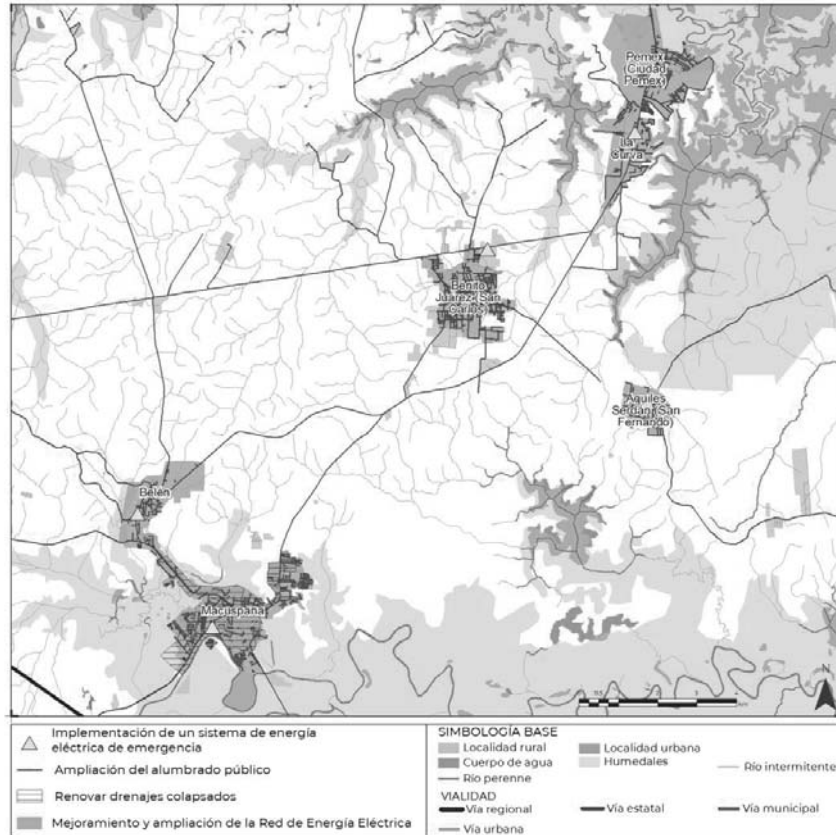 Pemex
(Ciudad
Pemex)
La
Curva
Benito
Juárez (San
Carlos)
Aquiles
Serdán (San
Fernando)
Belén
Macuspana
N
Implementación de un sistema de energía
eléctrica de emergencia
Ampliación del alumbrado público
Renovar drenajes colapsados
Mejoramiento y ampliación de la Red de Energía Eléctrica
SIMBOLOGÍA BASE
Localidad rural
Localidad urbana
Cuerpo de agua
Humedales
Río intermitente
Río perenne
VIALIDAD
Vía regional
Vía estatal
Vía municipal
Vía urbana